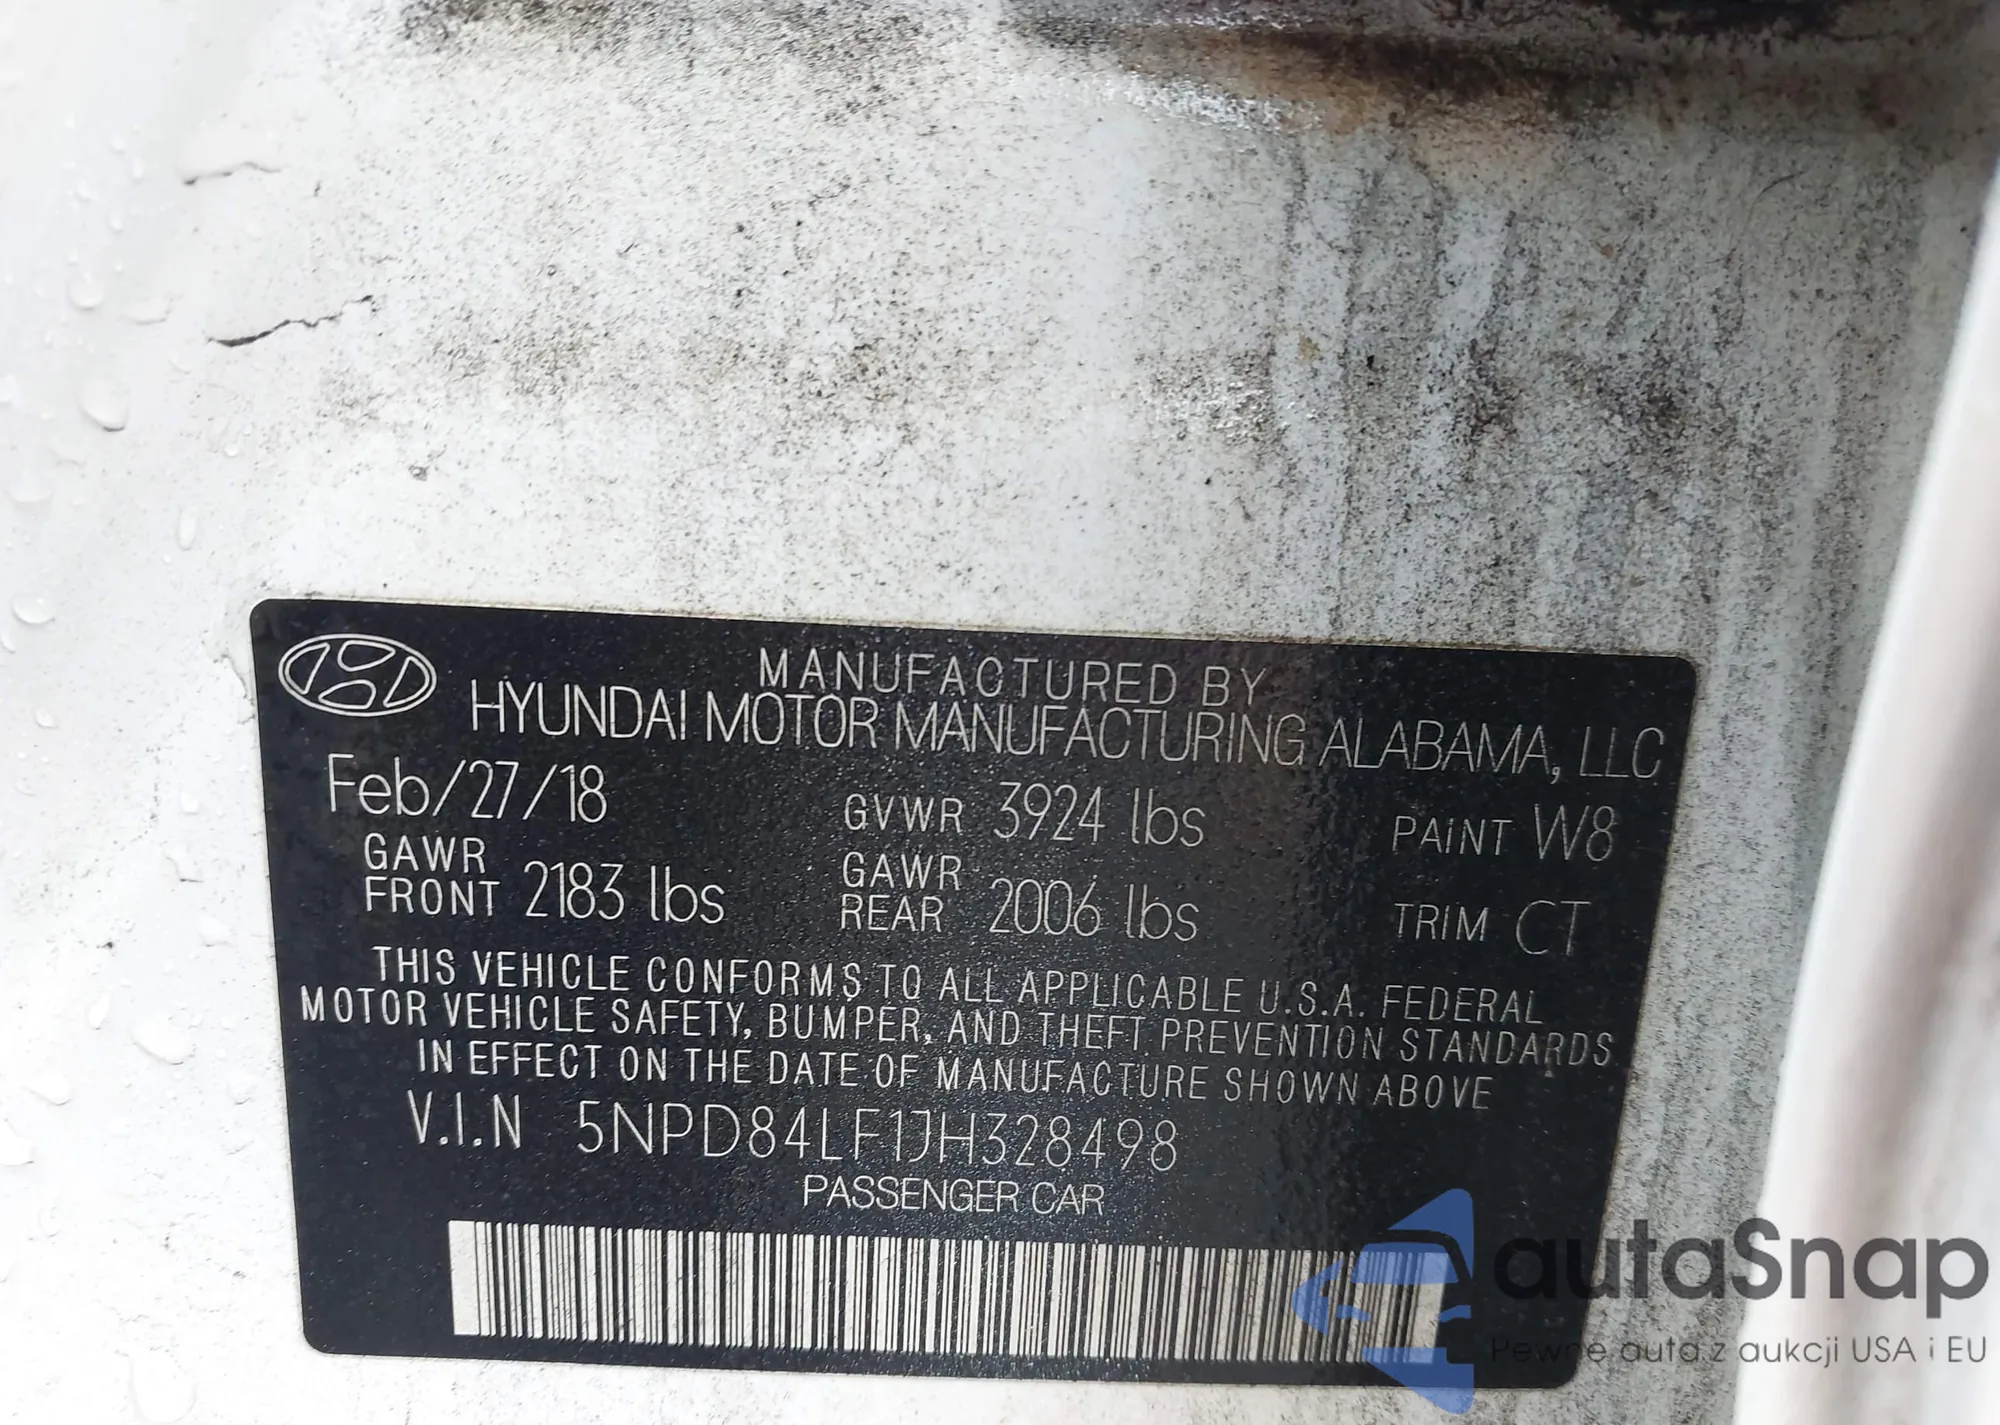 MANUFACTURED BY
HYUNDAI MOTOR MANUFACTURING ALABAMA, LLC
Feb/27/18 GVWR 3924 lbs PAINT W8
GAWR FRONT 2183 lbs GAWR REAR 2006 lbs TRIM CT
THIS VEHICLE CONFORMS TO ALL APPLICABLE U.S.A. FEDERAL
MOTOR VEHICLE SAFETY, BUMPER, AND THEFT PREVENTION STANDARDS
IN EFFECT ON THE DATE OF MANUFACTURE SHOWN ABOVE
V.I.N 5NPD84LF1JH328498
PASSENGER CAR
autaSnap
Pewne auta z aukcji USA i EU